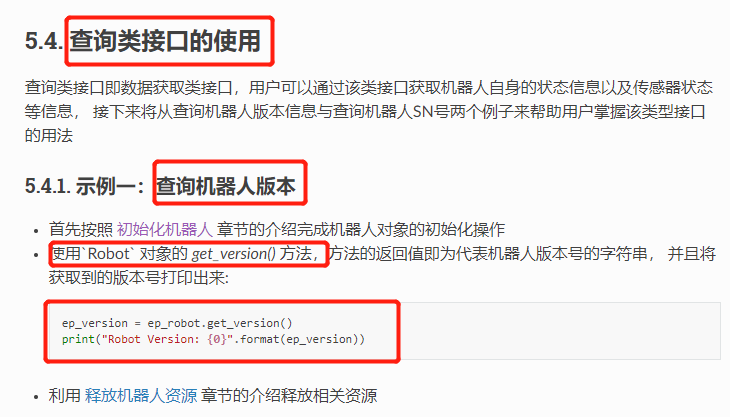 5.4. 查询类接口的使用
查询类接口即数据获取类接口，用户可以通过该类接口获取机器人自身的状态信息以及传感器状态
等信息， 接下来将从查询机器人版本信息与查询机器人SN号两个例子来帮助用户掌握该类型接口
的用法
5.4.1. 示例一：查询机器人版本
• 首先按照 初始化机器人 章节的介绍完成机器人对象的初始化操作
• 使用`Robot` 对象的 get_version() 方法，方法的返回值即为代表机器人版本号的字符串， 并且将
获取到的版本号打印出来:
ep_version = ep_robot.get_version()
print("Robot Version: {0}".format(ep_version))
• 利用 释放机器人资源 章节的介绍释放相关资源